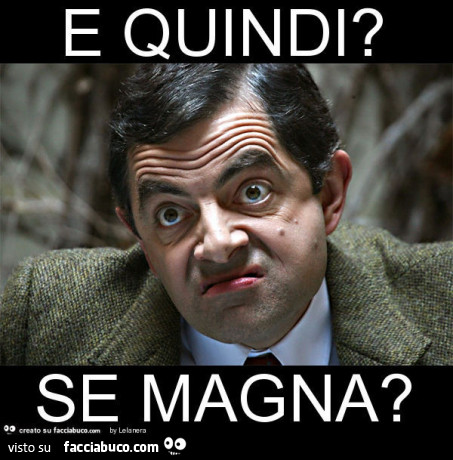 E QUINDI?
SE MAGNA?
creato su facciabuco.com by Lelanera
visto su facciabuco.com